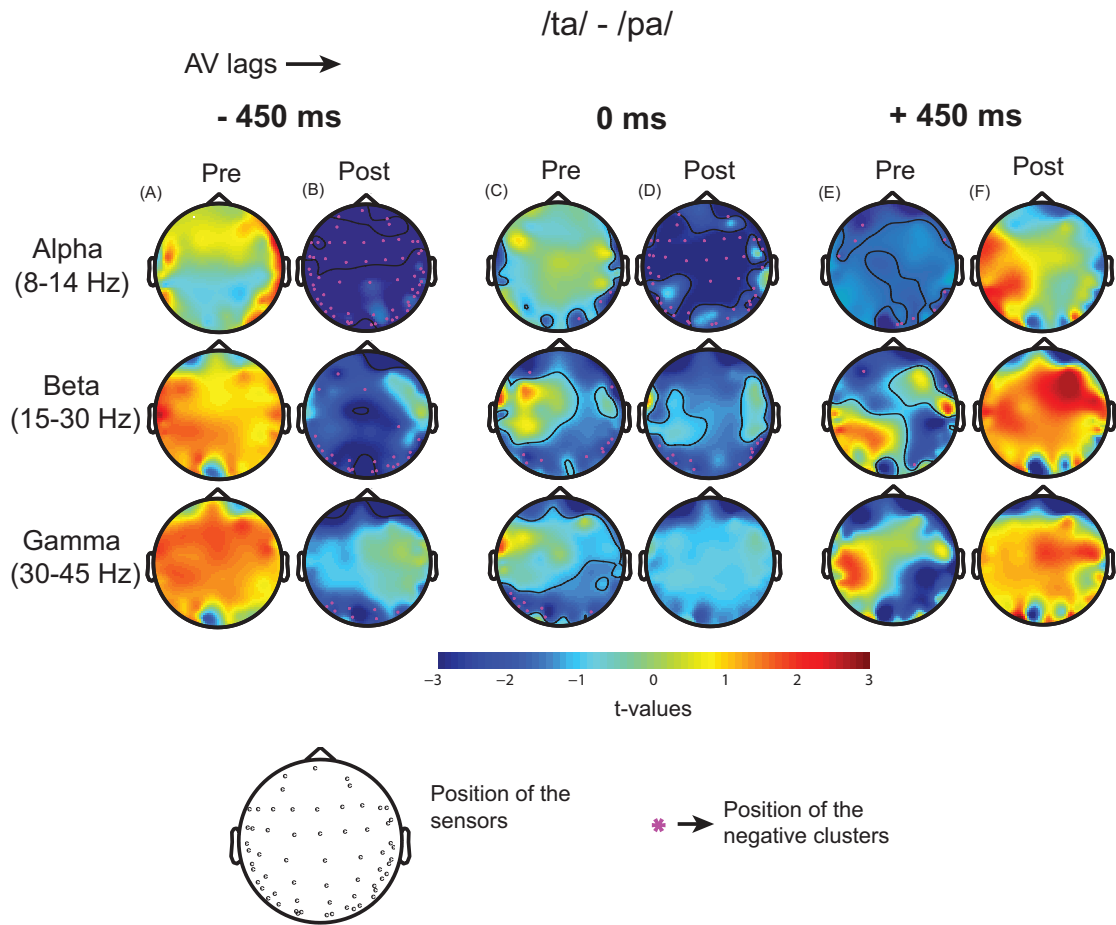 /ta/ - /pa/
AV lags
- 450 ms
0 ms
+ 450 ms
Pre
Post
Pre
Post
Pre
Post
(A)
(B)
(C)
(D)
(E)
(F)
Alpha
(8-14 Hz)
Beta
(15-30 Hz)
Gamma
(30-45 Hz)
−3
−2
−1
0
1
2
3
t-values
Position of the
sensors
Position of the
negative clusters